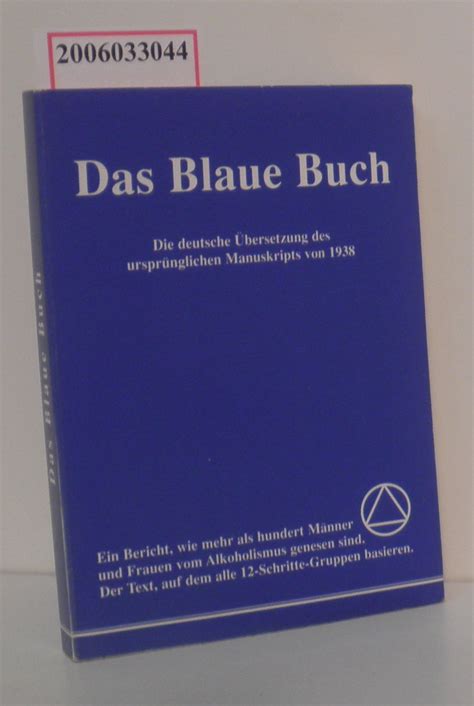 2006033044
Das Blaue Buch
Die deutsche Übersetzung des
ursprünglichen Manuskripts von 1938
Das Blaue Buch
Ein Bericht, wie mehr als hundert Männer
und Frauen vom Alkoholismus genesen sind.
Der Text, auf dem alle 12-Schritte-Gruppen basieren.